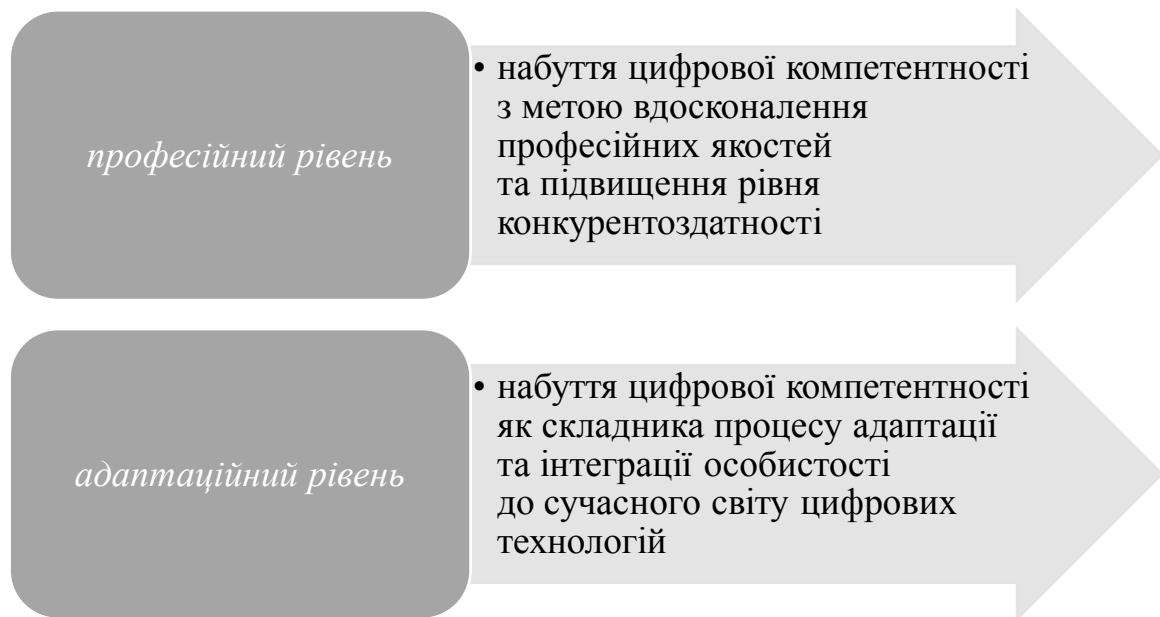 професійний рівень
• набуття цифрової компетентності
з метою вдосконалення
професійних якостей
та підвищення рівня
конкурентоздатності
адаптаційний рівень
• набуття цифрової компетентності
як складника процесу адаптації
та інтеграції особистості
до сучасного світу цифрових
технологій